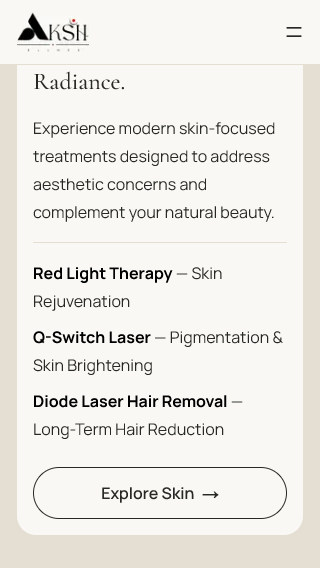 AKSH
Radiance.
Experience modern skin-focused
treatments designed to address
aesthetic concerns and
complement your natural beauty.
Red Light Therapy — Skin
Rejuvenation
Q-Switch Laser — Pigmentation &
Skin Brightening
Diode Laser Hair Removal —
Long-Term Hair Reduction
Explore Skin →